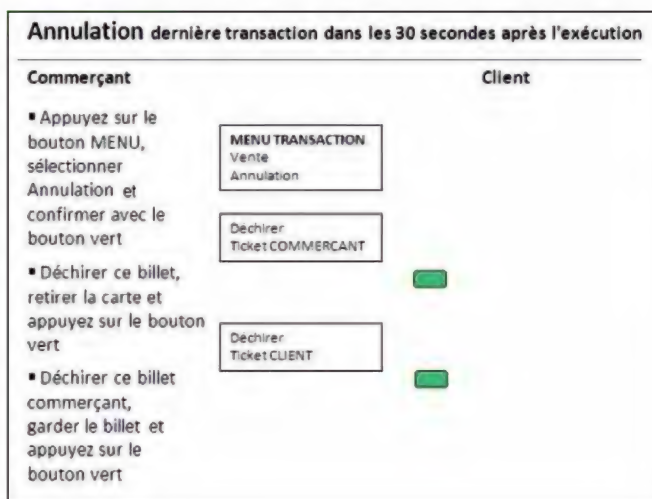 Annulation dernière transaction dans les 30 secondes après l'exécution
Commerçant
Client
▪ Appuyez sur le
bouton MENU,
sélectionner
Annulation et
confirmer avec le
bouton vert
MENU TRANSACTION
Vente
Annulation
Déchirer
Ticket COMMERCANT
▪ Déchirer ce billet,
retirer la carte et
appuyez sur le bouton
vert
Déchirer
Ticket CLIENT
▪ Déchirer ce billet
commerçant,
garder le billet et
appuyez sur le
bouton vert